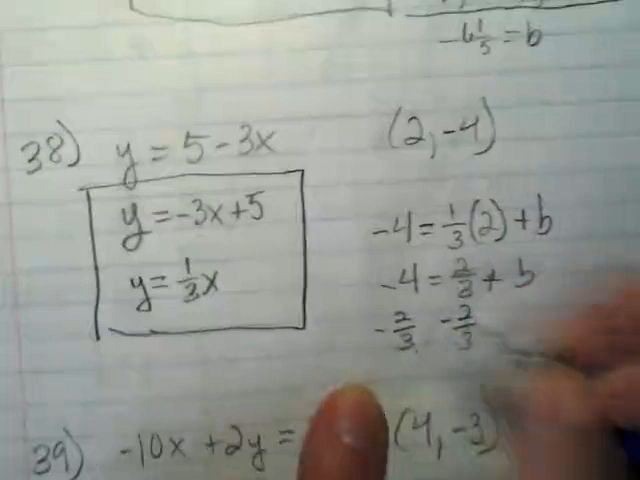 -6 1/5 = b
38) y = 5 - 3x (2, -4)
y = -3x + 5
y = 1/3 x
-4 = 1/3 (2) + b
-4 = 2/3 + b
-2/3 -2/3
39) -10x + 2y = (4, -3)